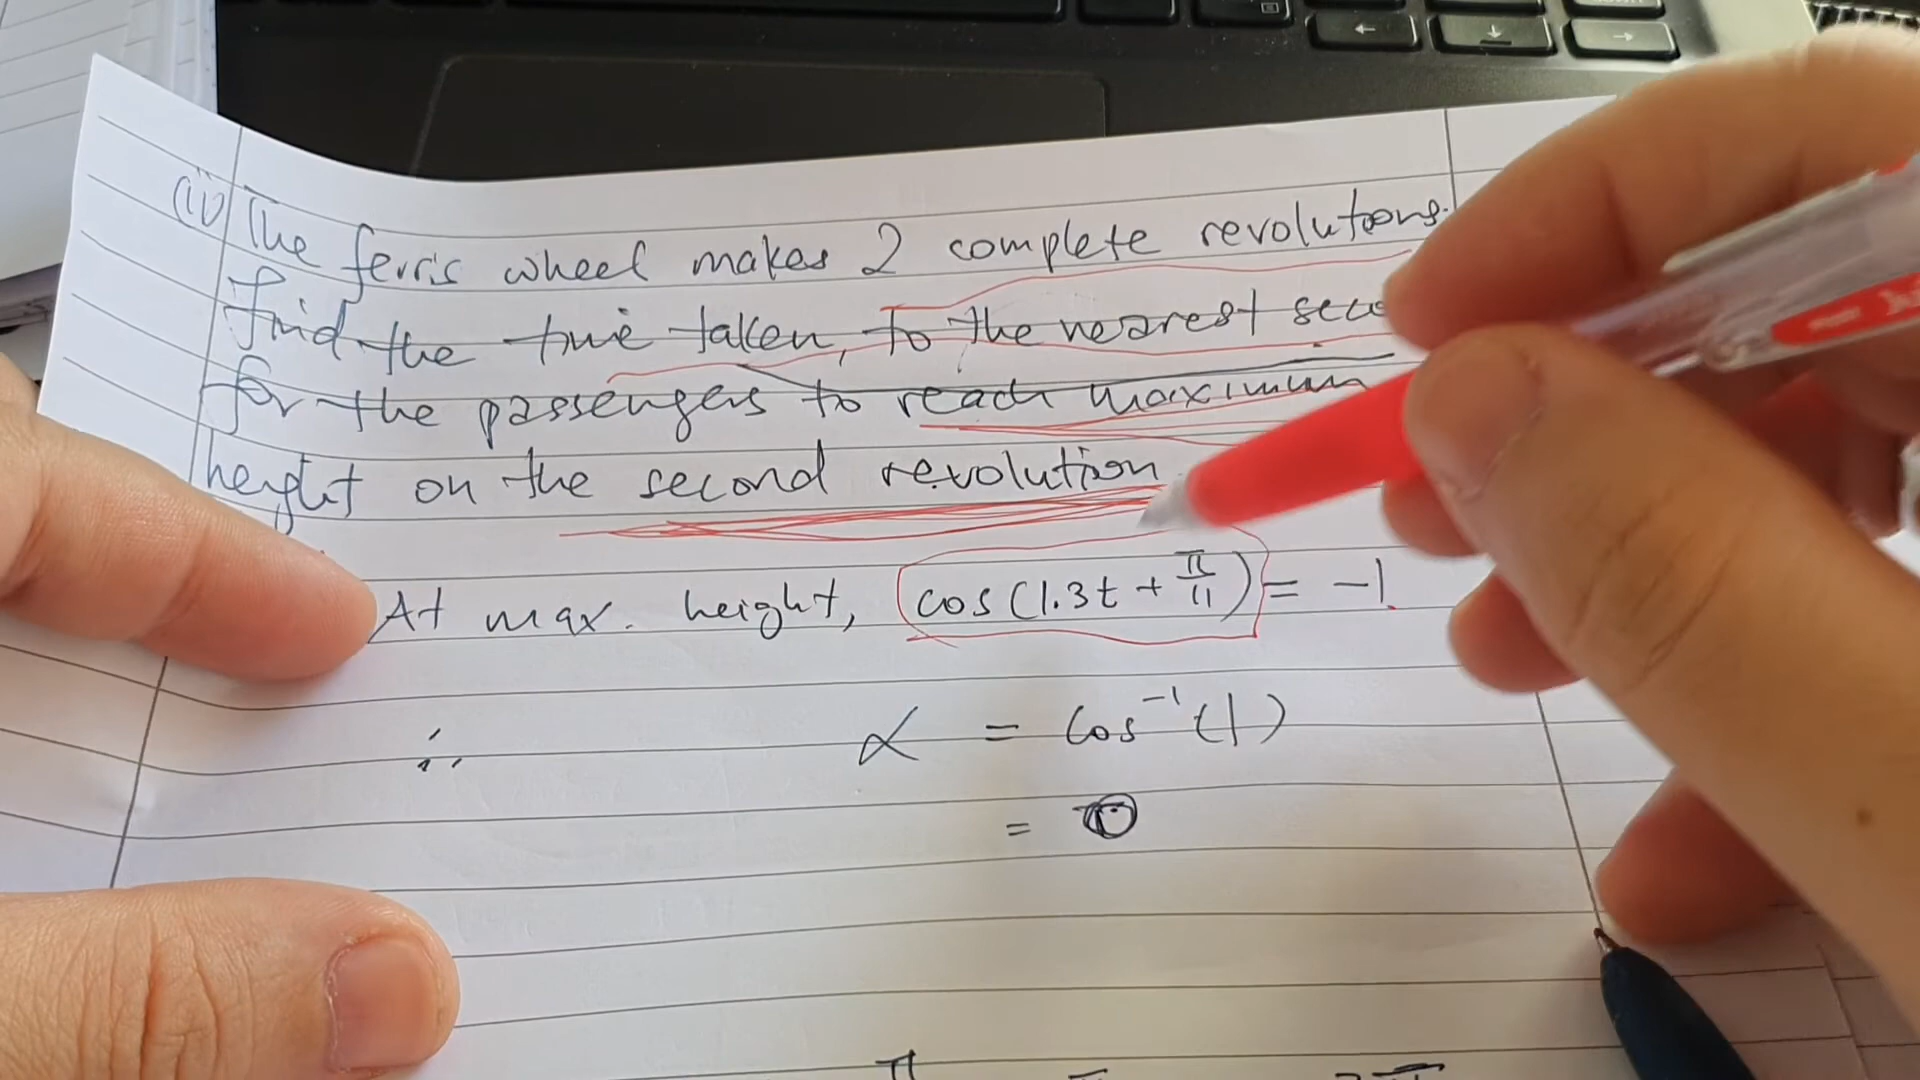 (ii) The ferris wheel makes 2 complete revolutions.
Find the time taken, to the nearest seco
for the passengers to reach maximum
height on the second revolution
At max. height, cos(1.3t + π/11) = -1
∴ α = cos⁻¹(1)
= 0